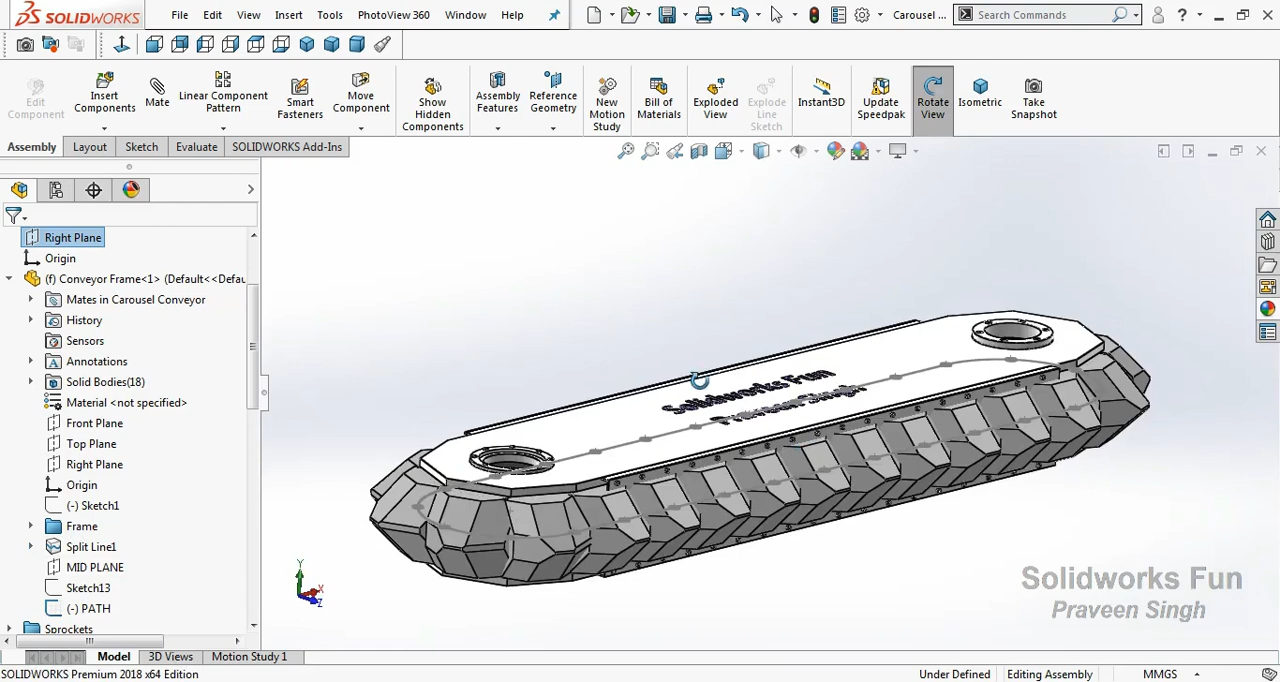 SOLIDWORKS
File Edit View Insert Tools PhotoView 360 Window Help
Carousel ...
Search Commands
Edit Component
Insert Components
Mate
Linear Component Pattern
Smart Fasteners
Move Component
Show Hidden Components
Assembly Features
Reference Geometry
New Motion Study
Bill of Materials
Exploded View
Explode Line Sketch
Instant3D
Update Speedpak
Rotate View
Isometric
Take Snapshot
Assembly Layout Sketch Evaluate SOLIDWORKS Add-Ins
Right Plane
Origin
(f) Conveyor Frame<1> (Default<<Defau
Mates in Carousel Conveyor
History
Sensors
Annotations
Solid Bodies(18)
Material <not specified>
Front Plane
Top Plane
Right Plane
Origin
(-) Sketch1
Frame
Split Line1
MID PLANE
Sketch13
(-) PATH
Sprockets
Solidworks Fun
Praveen Singh
Y
X
Z
Solidworks Fun
Praveen Singh
Model 3D Views Motion Study 1
SOLIDWORKS Premium 2018 x64 Edition
Under Defined Editing Assembly MMGS